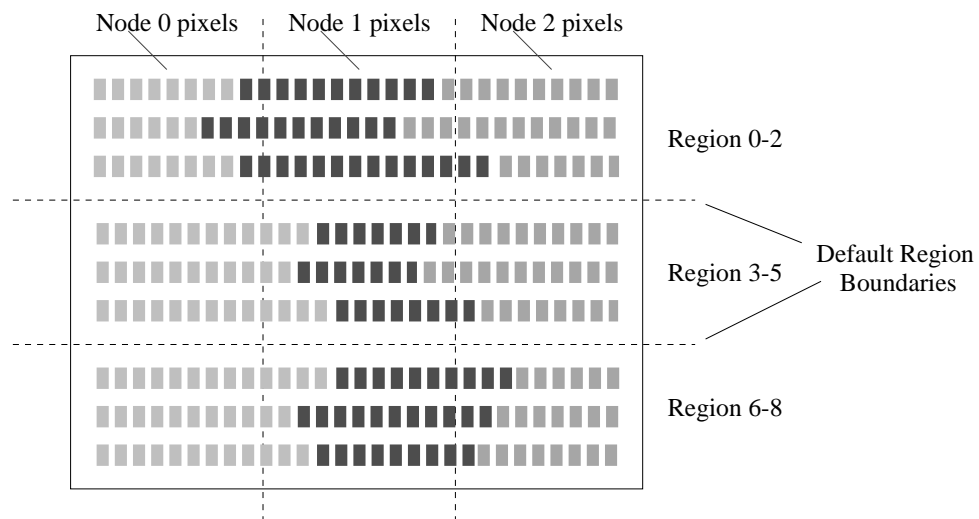 Node 0 pixels
Node 1 pixels
Node 2 pixels
Region 0-2
Region 3-5
Default Region
Boundaries
Region 6-8